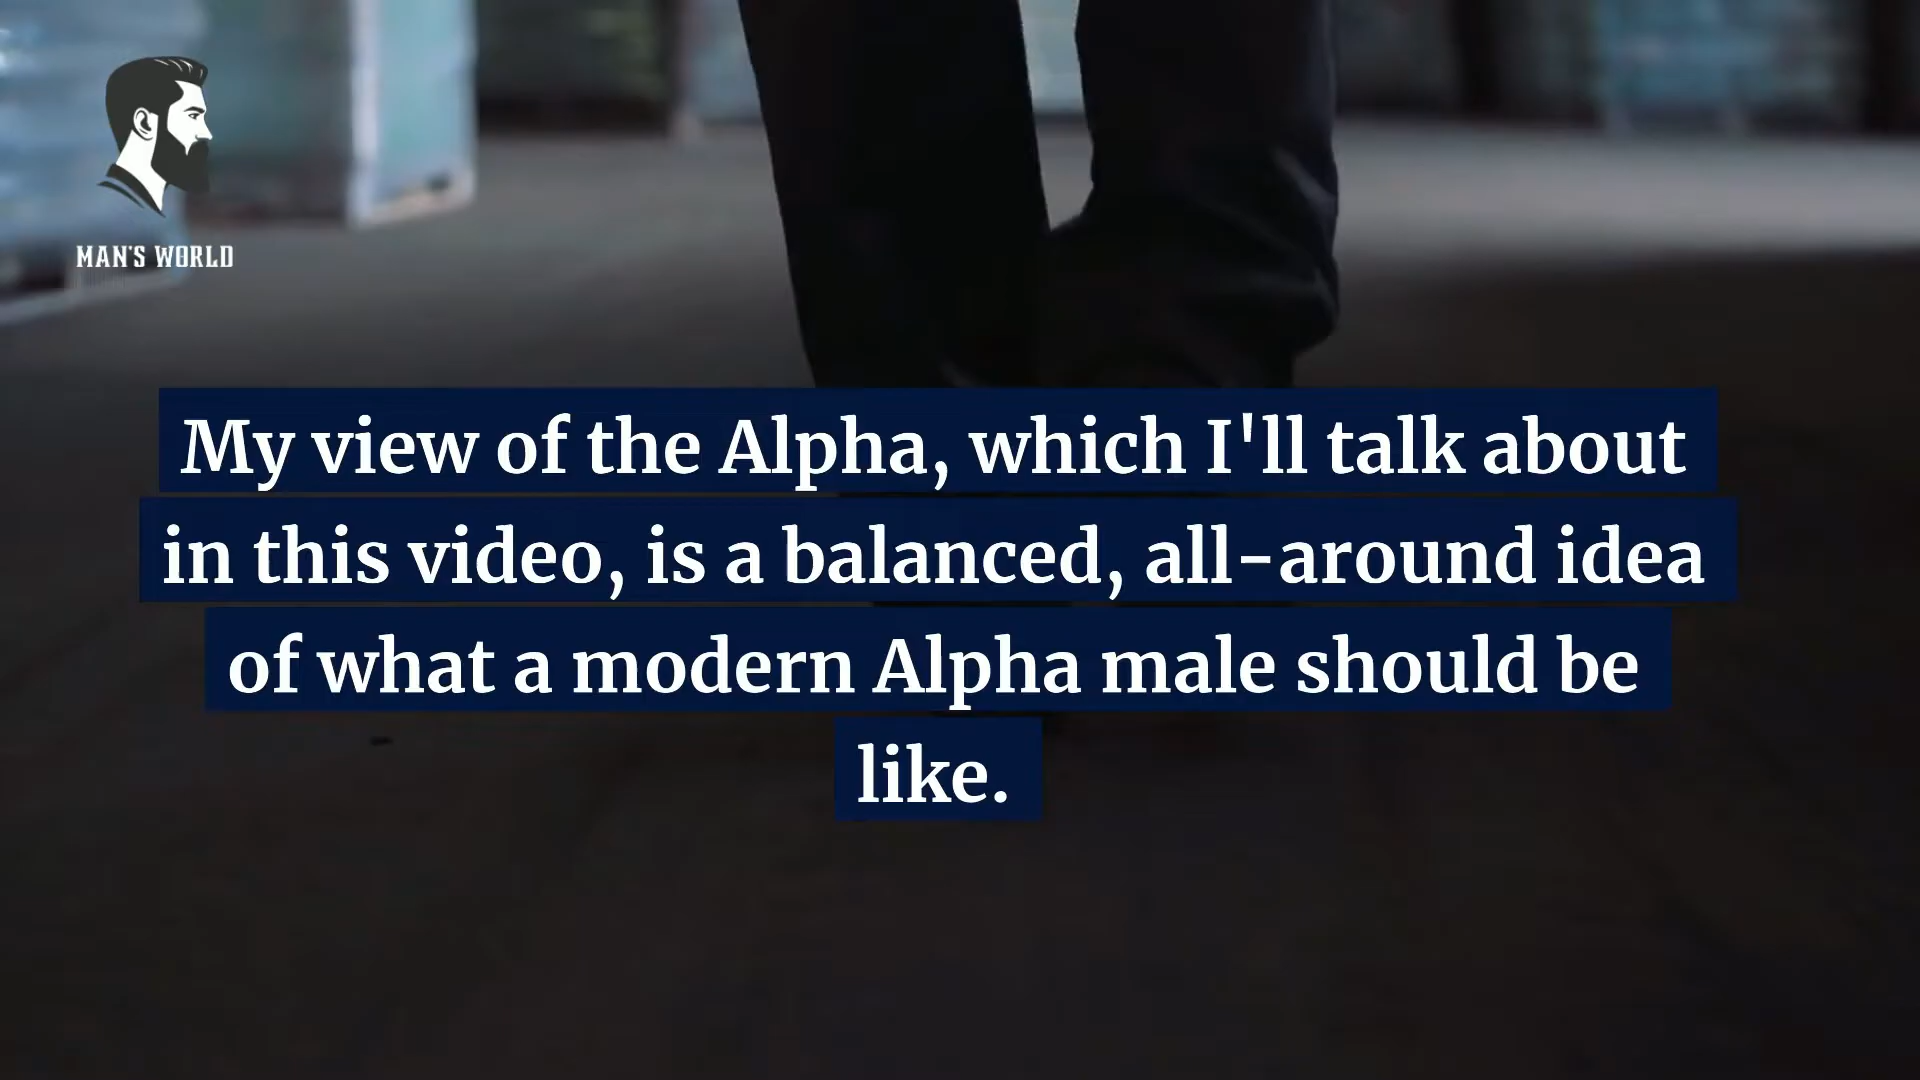 MAN'S WORLD
My view of the Alpha, which I'll talk about
in this video, is a balanced, all-around idea
of what a modern Alpha male should be
like.